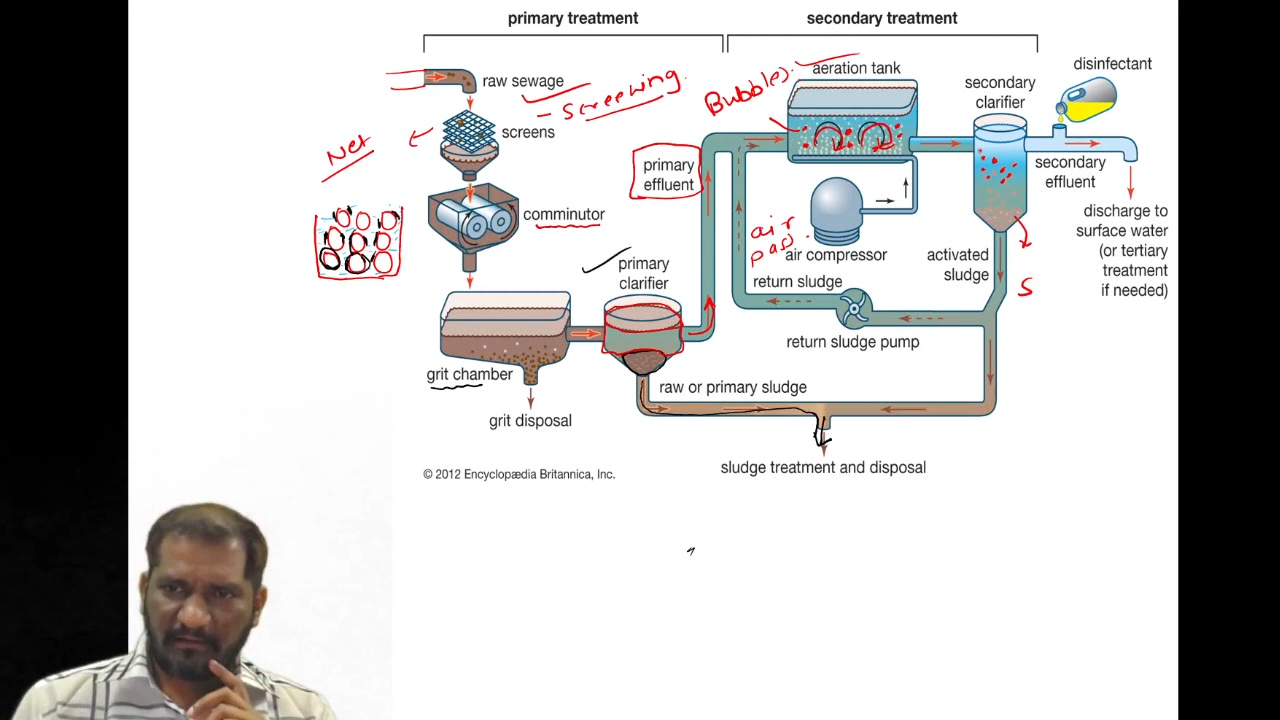 primary treatment
secondary treatment
raw sewage
- Screening.
Net
screens
comminutor
grit chamber
grit disposal
primary
clarifier
raw or primary sludge
primary
effluent
Bubbles.
aeration tank
air
air compressor
return sludge
return sludge pump
secondary
clarifier
activated
sludge
S
disinfectant
secondary
effluent
discharge to
surface water
(or tertiary
treatment
if needed)
sludge treatment and disposal
© 2012 Encyclopædia Britannica, Inc.